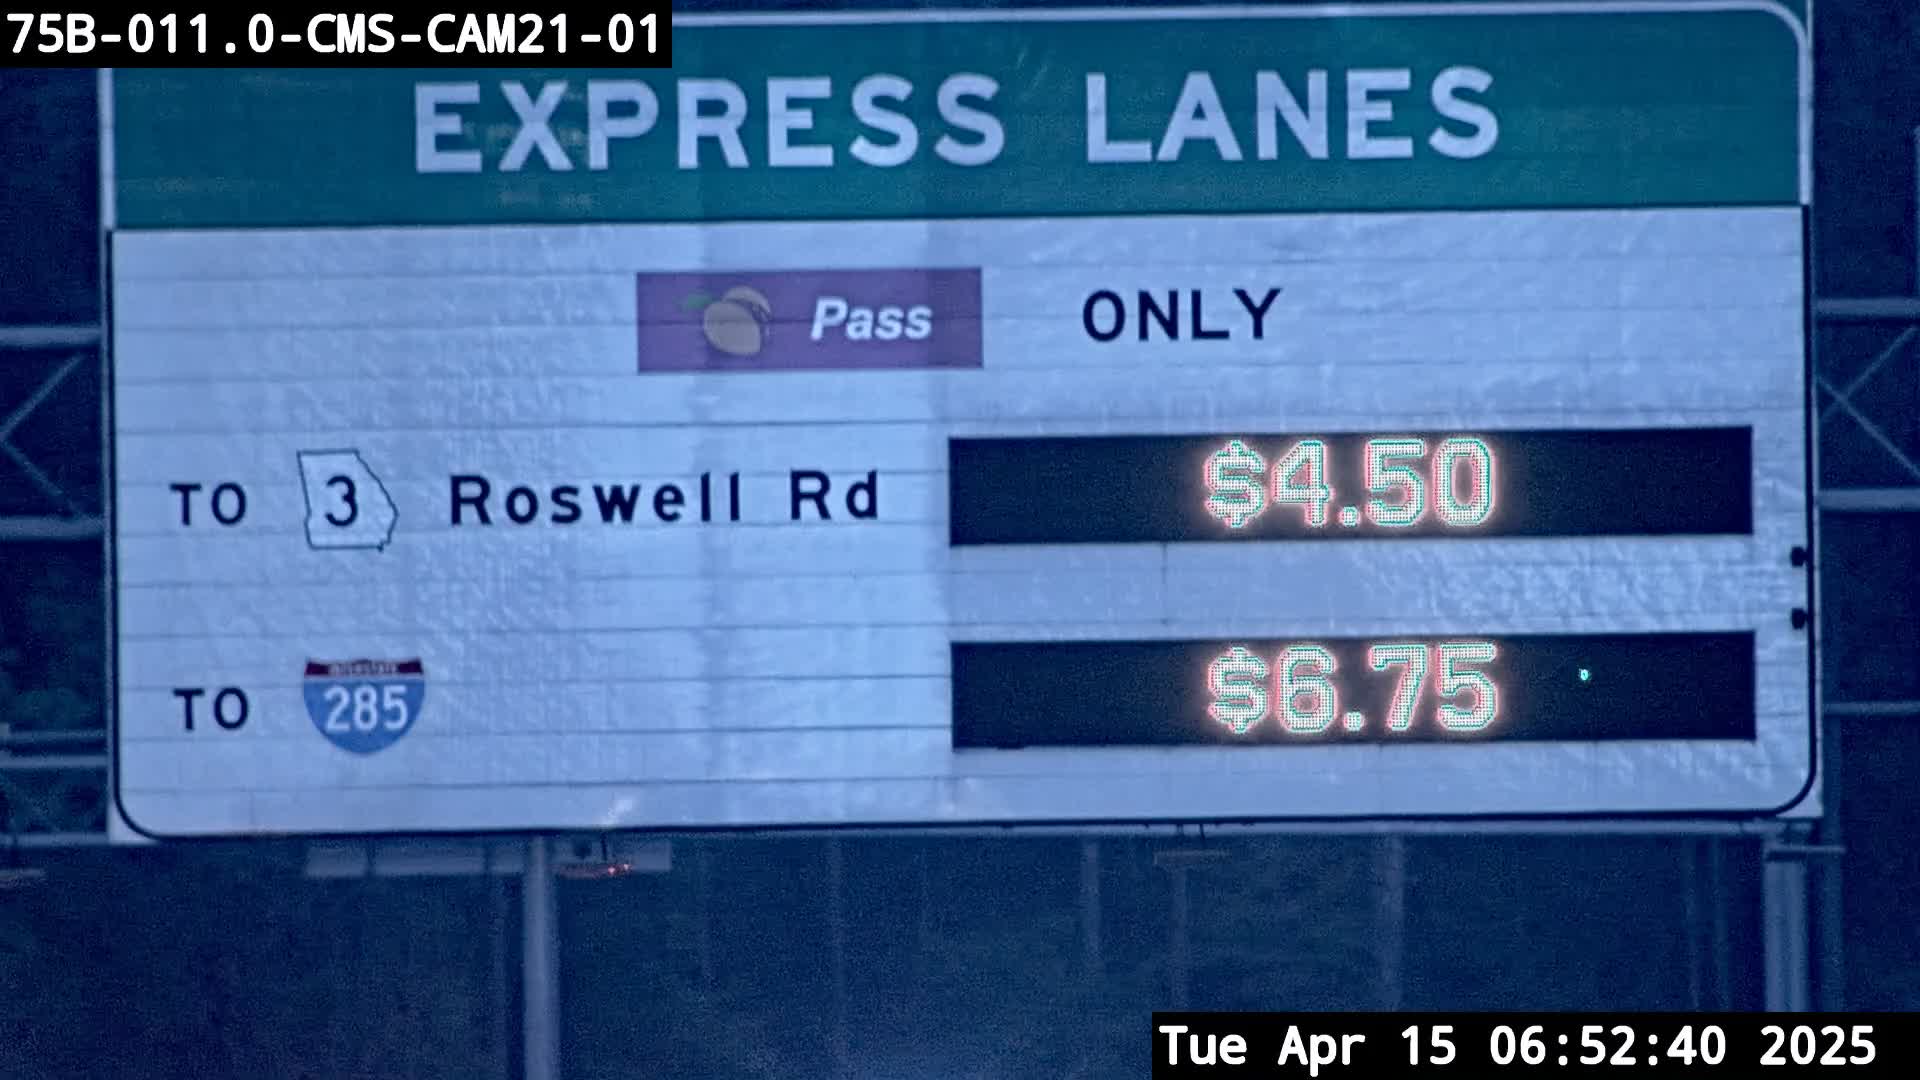 75B-011.0-CMS-CAM21-01
EXPRESS LANES
Pass ONLY
TO 3 Roswell Rd $4.50
INTERSTATE
TO 285 $6.75
Tue Apr 15 06:52:40 2025